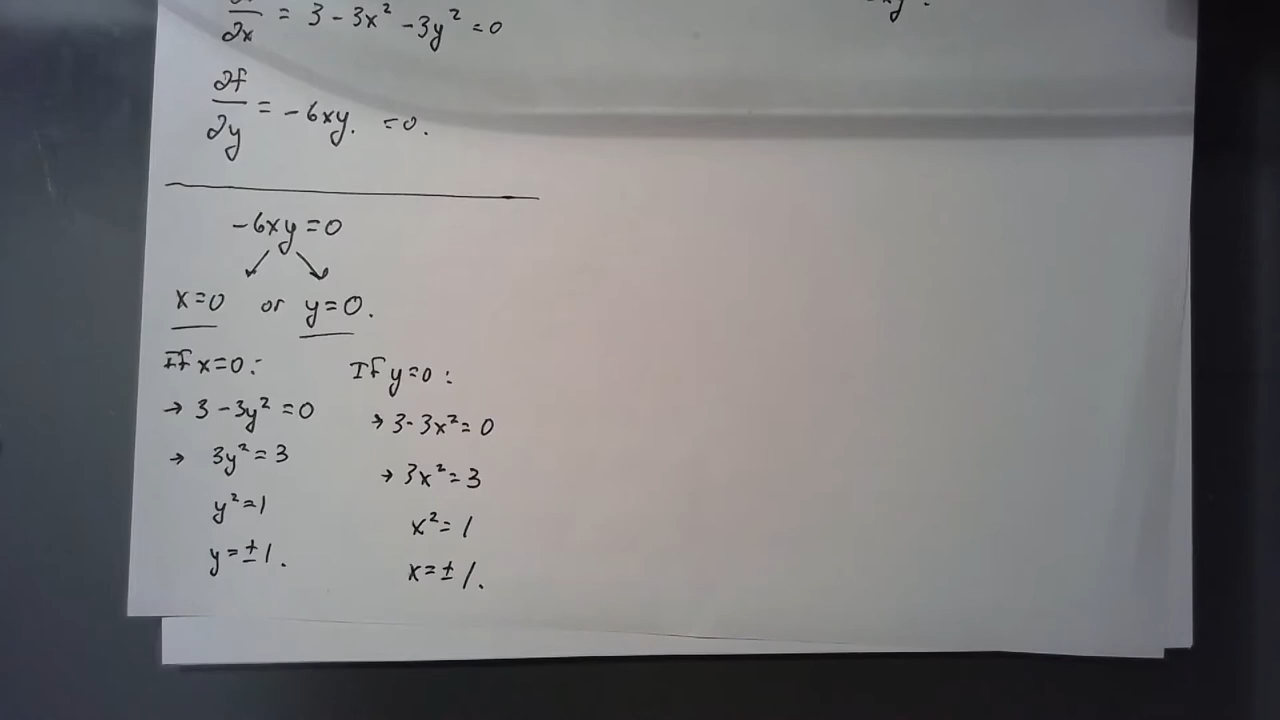 ∂x = 3 - 3x² - 3y² = 0
∂f/∂y = -6xy. = 0.
-6xy = 0
x=0 or y=0.
If x=0:
→ 3 - 3y² = 0
→ 3y² = 3
y² = 1
y = ±1.
If y=0:
→ 3 - 3x² = 0
→ 3x² = 3
x² = 1
x = ±1.